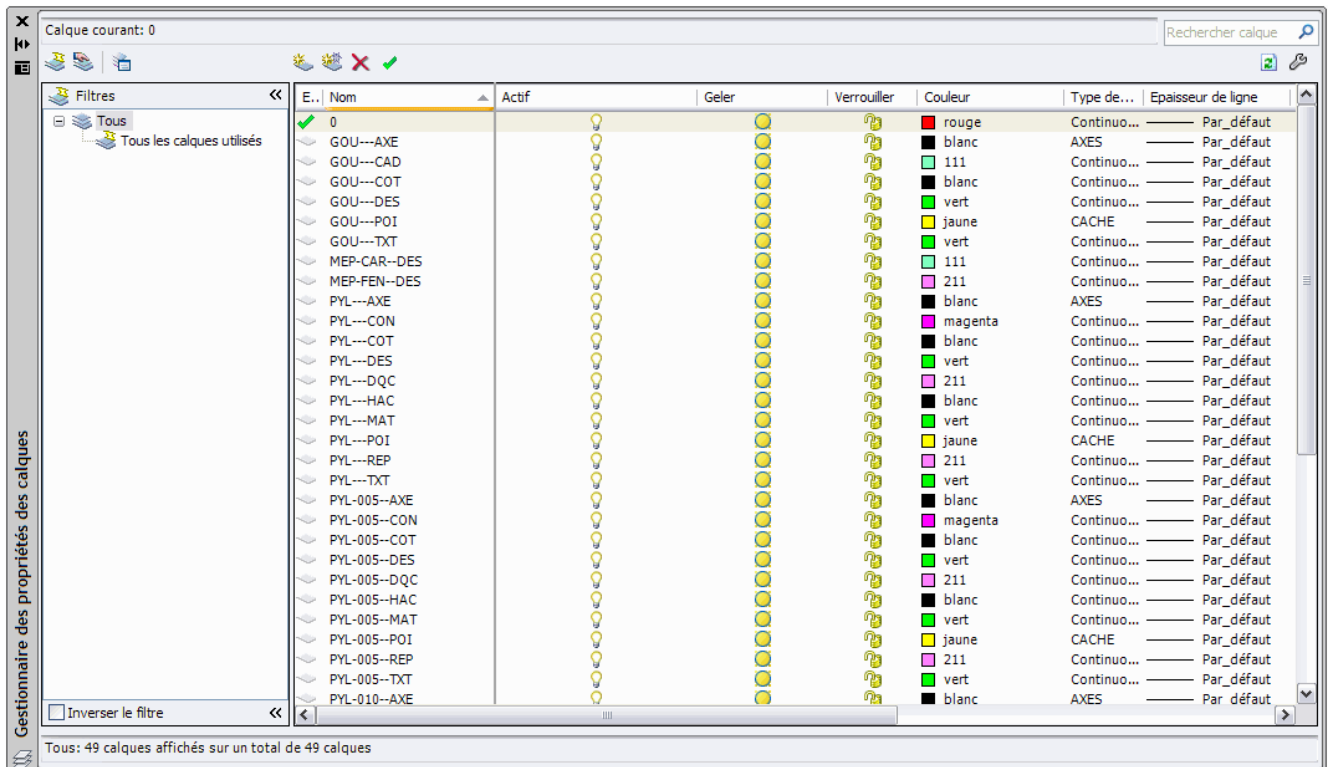 Calque courant: 0
Rechercher calque
Filtres
Tous
Tous les calques utilisés
Inverser le filtre
E.. Nom Actif Geler Verrouiller Couleur Type de... Epaisseur de ligne
0 rouge Continuo... Par_défaut
GOU---AXE blanc AXES Par_défaut
GOU---CAD 111 Continuo... Par_défaut
GOU---COT blanc Continuo... Par_défaut
GOU---DES vert Continuo... Par_défaut
GOU---POI jaune CACHE Par_défaut
GOU---TXT vert Continuo... Par_défaut
MEP-CAR--DES 111 Continuo... Par_défaut
MEP-FEN--DES 211 Continuo... Par_défaut
PYL---AXE blanc AXES Par_défaut
PYL---CON magenta Continuo... Par_défaut
PYL---COT blanc Continuo... Par_défaut
PYL---DES vert Continuo... Par_défaut
PYL---DQC 211 Continuo... Par_défaut
PYL---HAC blanc Continuo... Par_défaut
PYL---MAT vert Continuo... Par_défaut
PYL---POI jaune CACHE Par_défaut
PYL---REP 211 Continuo... Par_défaut
PYL---TXT vert Continuo... Par_défaut
PYL-005--AXE blanc AXES Par_défaut
PYL-005--CON magenta Continuo... Par_défaut
PYL-005--COT blanc Continuo... Par_défaut
PYL-005--DES vert Continuo... Par_défaut
PYL-005--DQC 211 Continuo... Par_défaut
PYL-005--HAC blanc Continuo... Par_défaut
PYL-005--MAT vert Continuo... Par_défaut
PYL-005--POI jaune CACHE Par_défaut
PYL-005--REP 211 Continuo... Par_défaut
PYL-005--TXT vert Continuo... Par_défaut
PYL-010--AXE blanc AXES Par_défaut
Tous: 49 calques affichés sur un total de 49 calques
Gestionnaire des propriétés des calques